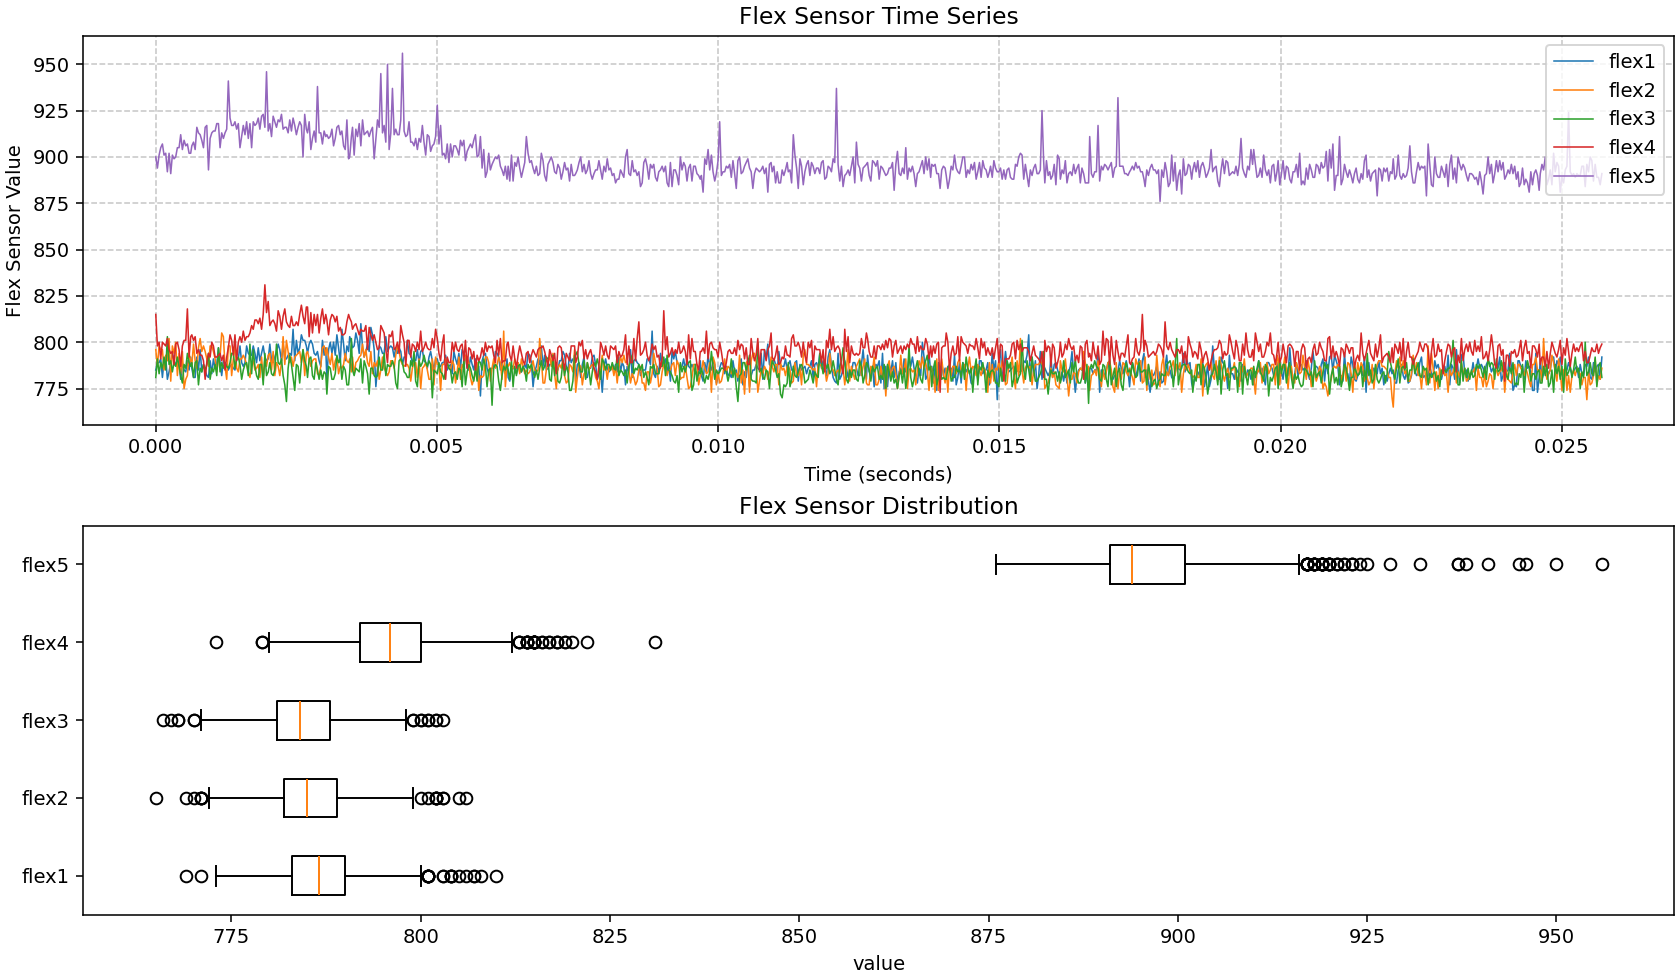 Flex Sensor Time Series
Flex Sensor Value
950
925
900
875
850
825
800
775
flex1
flex2
flex3
flex4
flex5
0.000 0.005 0.010 0.015 0.020 0.025
Time (seconds)
Flex Sensor Distribution
flex5
flex4
flex3
flex2
flex1
775 800 825 850 875 900 925 950
value